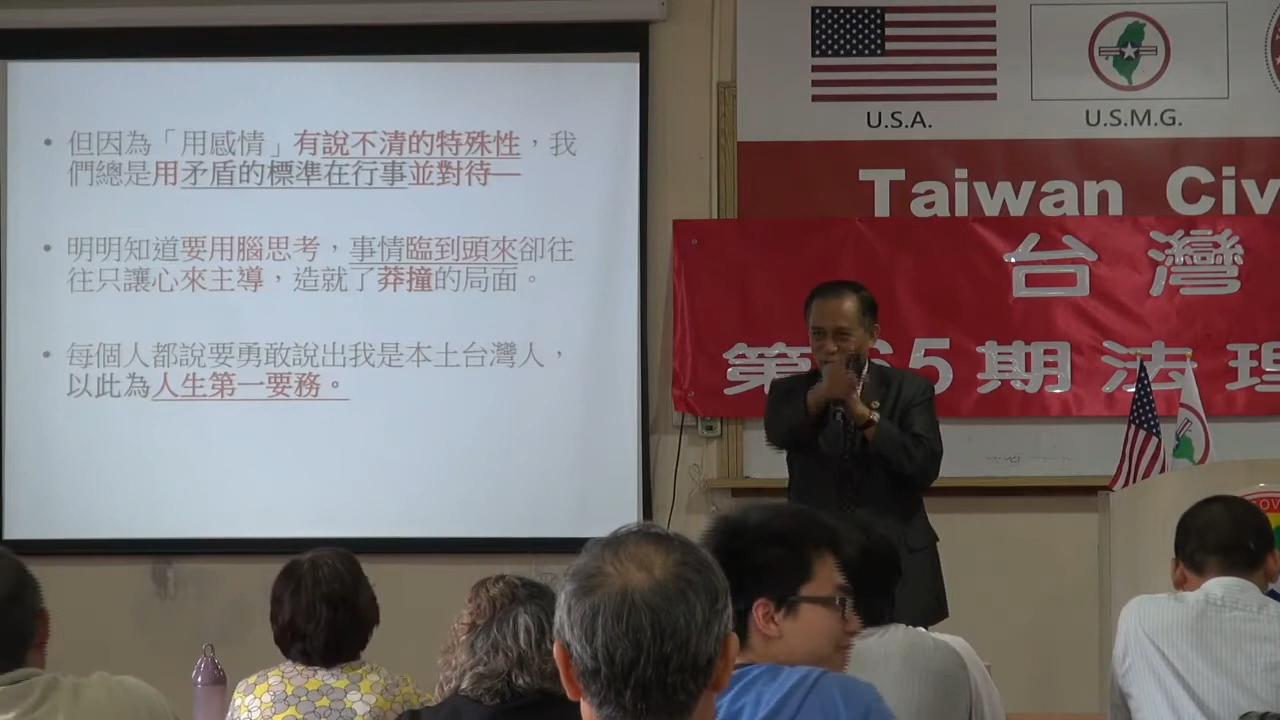 • 但因為「用感情」有說不清的特殊性，我
們總是用矛盾的標準在行事並對待—
• 明明知道要用腦思考，事情臨到頭來卻往
往只讓心來主導，造就了莽撞的局面。
• 每個人都說要勇敢說出我是本土台灣人，
以此為人生第一要務。
U.S.A.
U.S.M.G.
Taiwan Civ
台灣
第65期法理